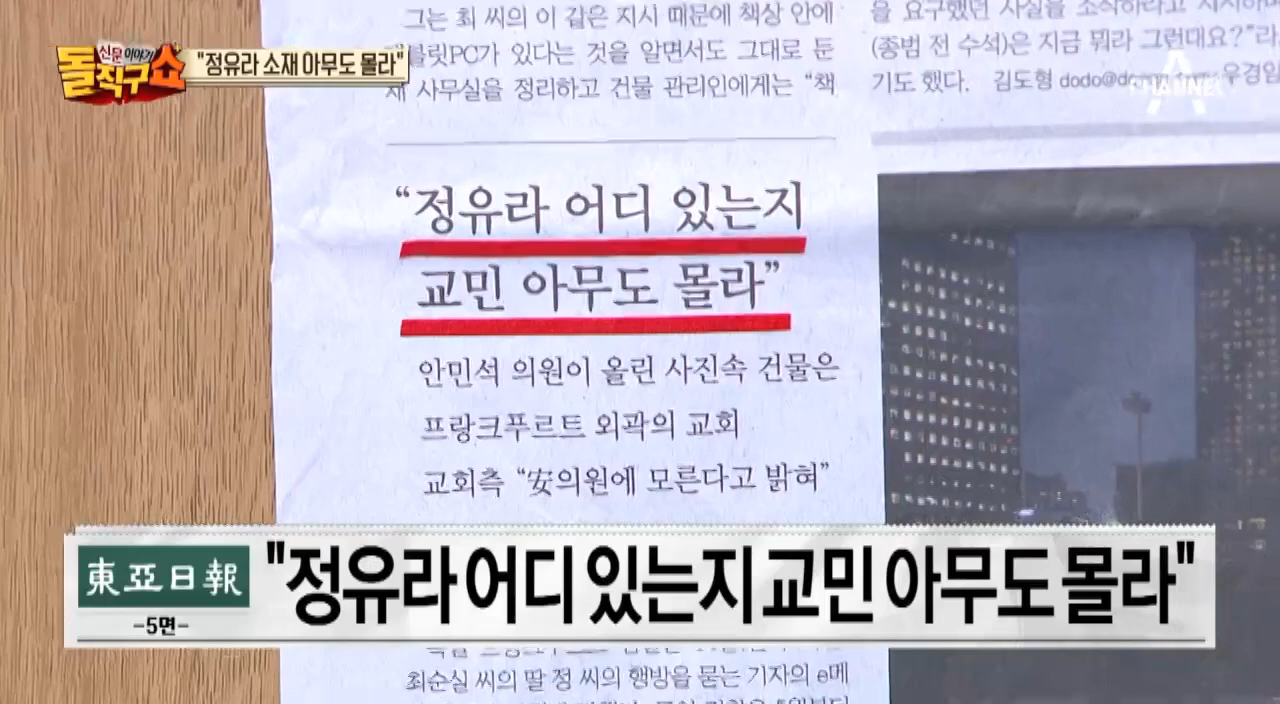 신문이야기
돌직구쇼
"정유라 소재 아무도 몰라"
그는 최 씨의 이 같은 지시 때문에 책상 안에
블릿PC가 있다는 것을 알면서도 그대로 둔
채 사무실을 정리하고 건물 관리인에게는 “책
을 요구했던 사실을 조작하라고 지시하며
(종범 전 수석)은 지금 뭐라 그런대요?”라
기도 했다. 김도형 dodo@do 우경임
CHANNEL A
“정유라 어디 있는지
교민 아무도 몰라”
안민석 의원이 올린 사진속 건물은
프랑크푸르트 외곽의 교회
교회측 “安의원에 모른다고 밝혀”
東亞日報
-5면-
"정유라 어디 있는지 교민 아무도 몰라"
최순실 씨의 딸 정 씨의 행방을 묻는 기자의 e메